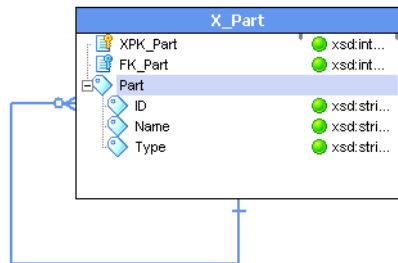 X_Part
XPK_Part xsd:int...
FK_Part xsd:int...
Part
ID xsd:stri...
Name xsd:stri...
Type xsd:stri...